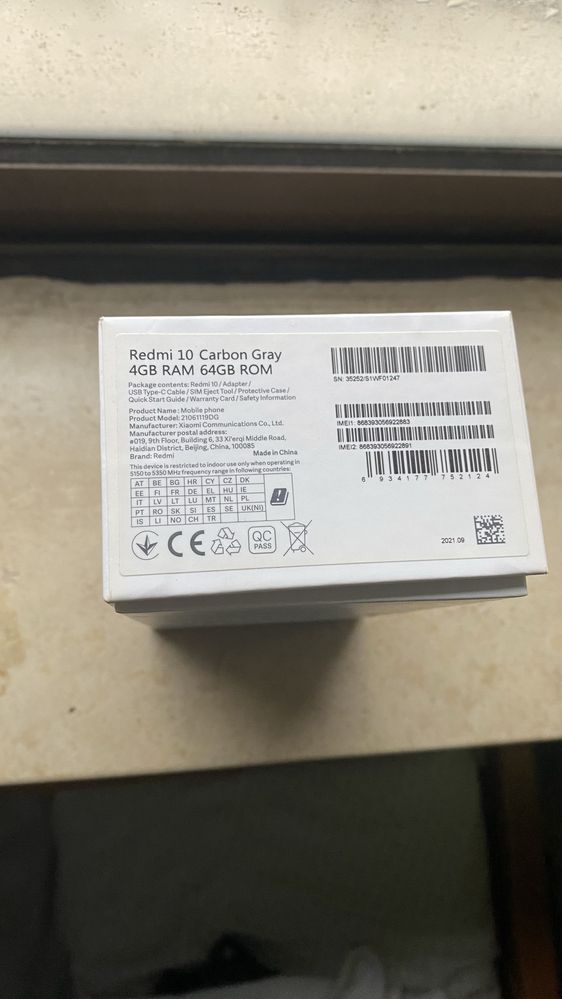 Redmi 10 Carbon Gray
4GB RAM 64GB ROM
Package contents: Redmi 10 / Adapter /
USB Type-C Cable / SIM Eject Tool / Protective Case /
Quick Start Guide / Warranty Card / Safety Information
Product Name : Mobile phone
Product Model: 21061119DG
Manufacturer: Xiaomi Communications Co., Ltd.
Manufacturer postal address:
#019, 9th Floor, Building 6, 33 Xi'erqi Middle Road,
Haidian District, Beijing, China, 100085
Brand: Redmi
Made in China
This device is restricted to indoor use only when operating in
5150 to 5350 MHz frequency range in following countries:
AT BE BG HR CY CZ DK
EE FI FR DE EL HU IE
IT LV LT LU MT NL PL
PT RO SK SI ES SE UK(NI)
IS LI NO CH TR
CE
QC
PASS
SN: 35252/S1WF01247
IMEI1: 868393056922883
IMEI2: 868393056922891
6 934177 752124
2021.09